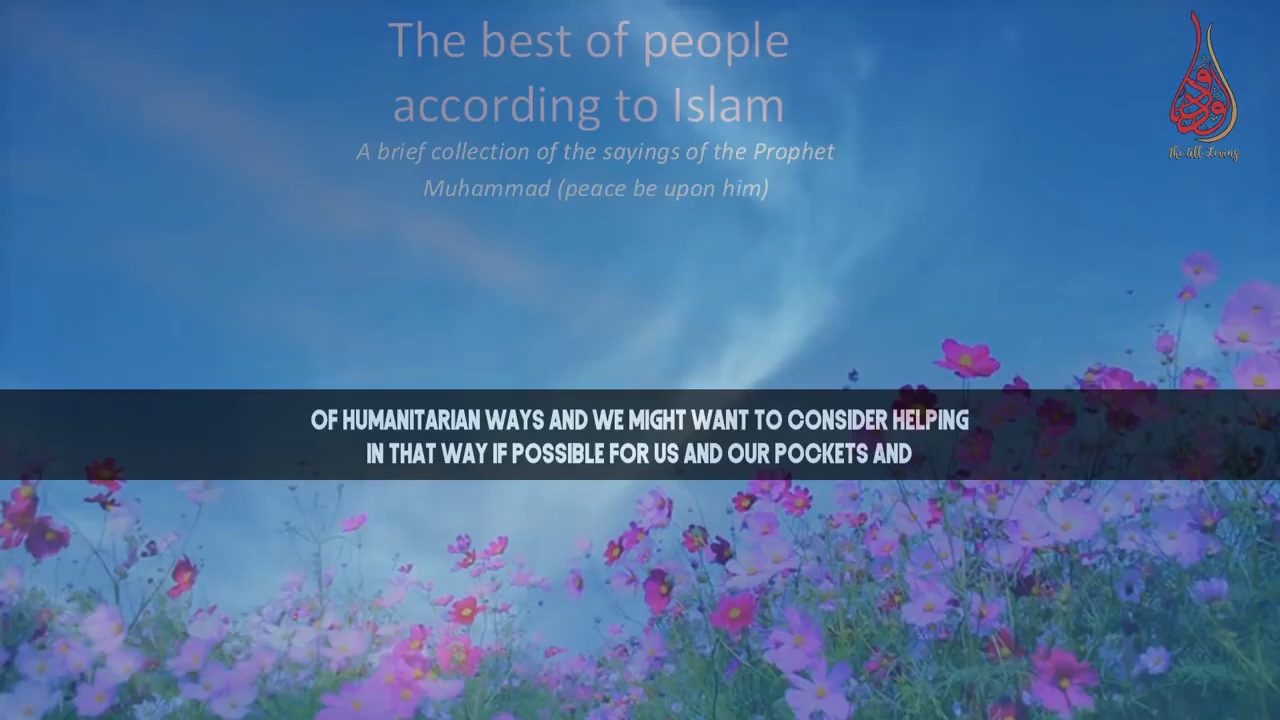 The best of people
according to Islam
A brief collection of the sayings of the Prophet
Muhammad (peace be upon him)
الودود
The All Loving
OF HUMANITARIAN WAYS AND WE MIGHT WANT TO CONSIDER HELPING
IN THAT WAY IF POSSIBLE FOR US AND OUR POCKETS AND